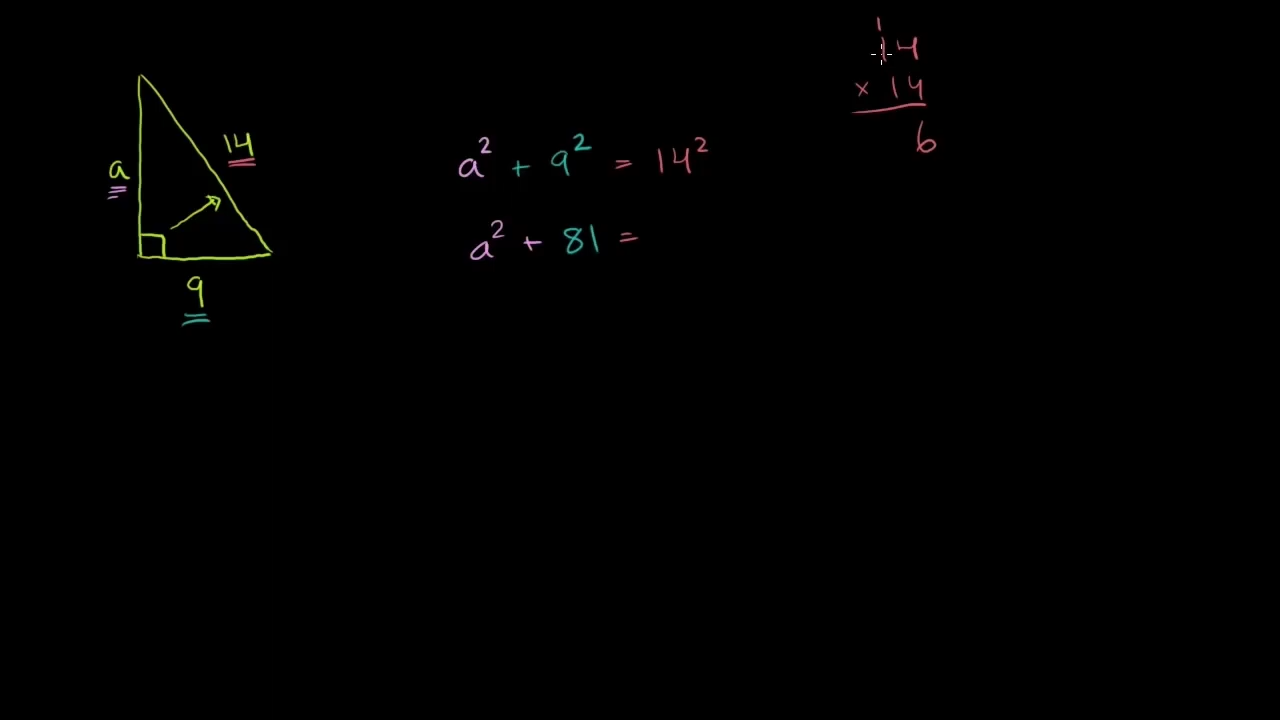 a
14
9
a² + 9² = 14²
a² + 81 =
1
14
× 14
6